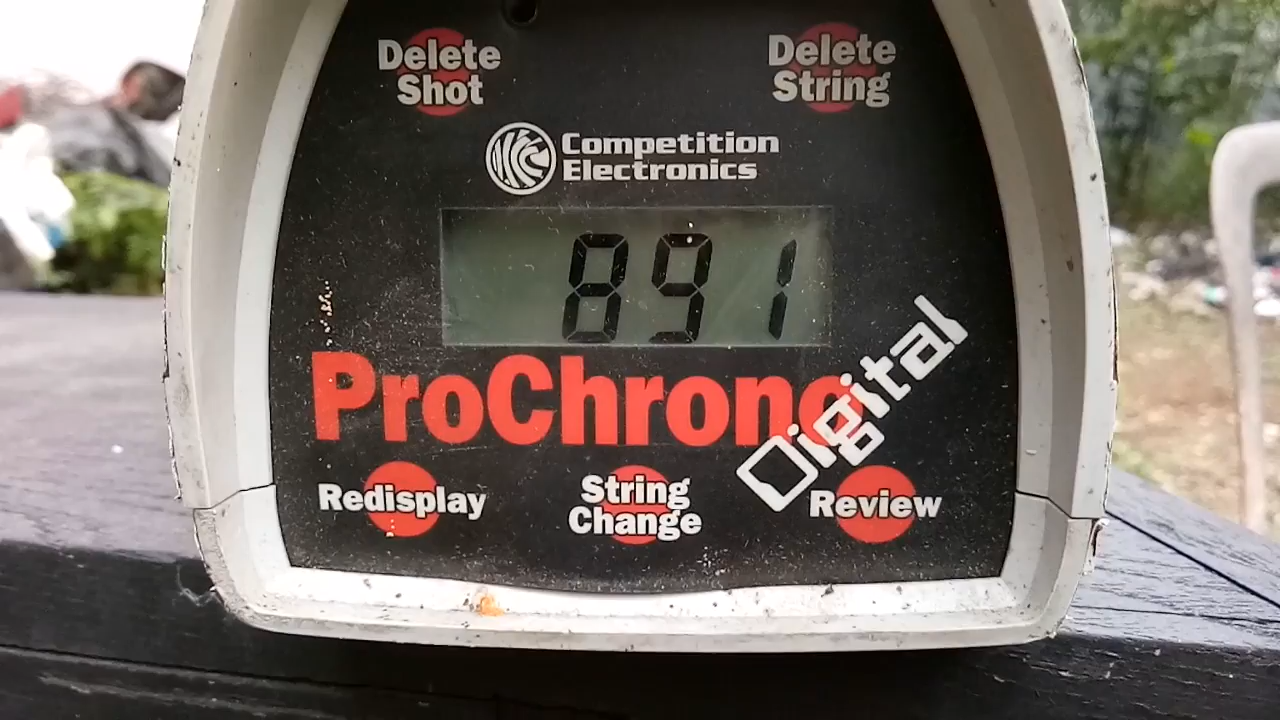 Delete
Shot
Delete
String
Competition
Electronics
891
ProChrono
Digital
Redisplay
String
Change
Review